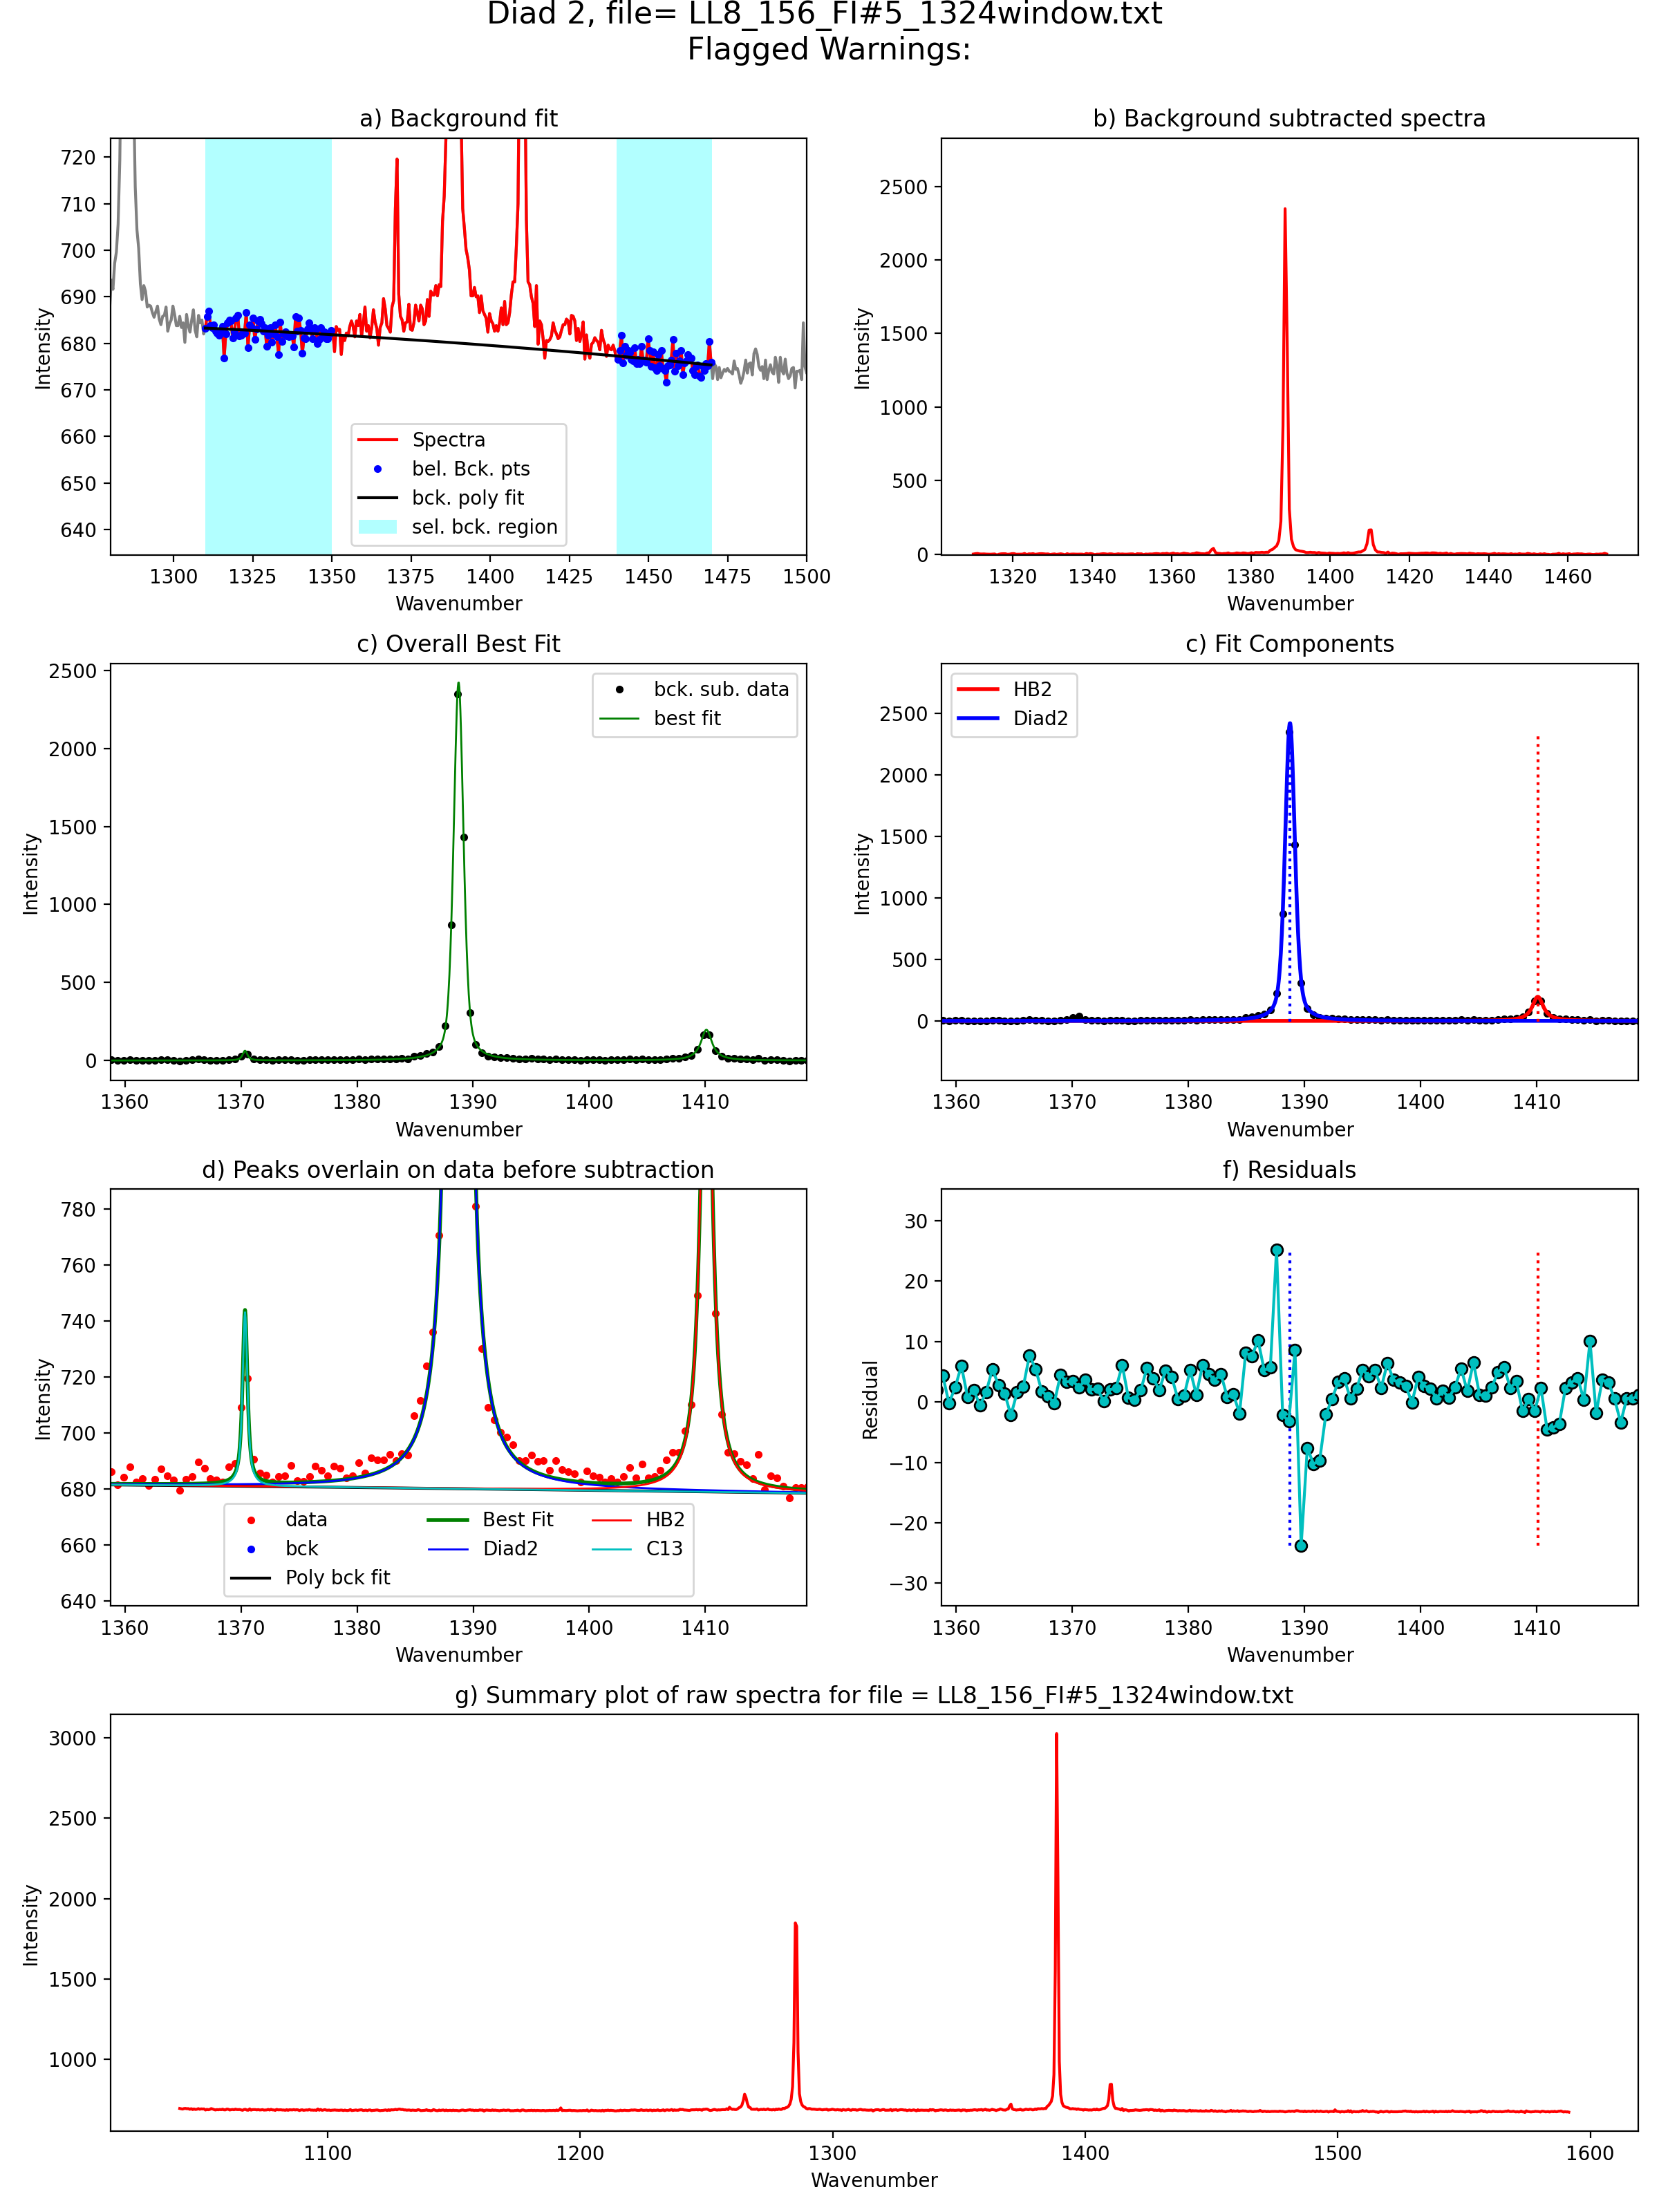 Diad 2, file= LL8_156_FI#5_1324window.txt
Flagged Warnings:
a) Background fit
720
710
700
690
680
670
660
650
640
Intensity
Spectra
bel. Bck. pts
bck. poly fit
sel. bck. region
1300 1325 1350 1375 1400 1425 1450 1475 1500
Wavenumber
b) Background subtracted spectra
2500
2000
1500
1000
500
0
Intensity
1320 1340 1360 1380 1400 1420 1440 1460
Wavenumber
c) Overall Best Fit
2500
2000
1500
1000
500
0
Intensity
bck. sub. data
best fit
1360 1370 1380 1390 1400 1410
Wavenumber
c) Fit Components
HB2
Diad2
2500
2000
1500
1000
500
0
Intensity
1360 1370 1380 1390 1400 1410
Wavenumber
d) Peaks overlain on data before subtraction
780
760
740
720
700
680
660
640
Intensity
data
bck
Poly bck fit
Best Fit
Diad2
HB2
C13
1360 1370 1380 1390 1400 1410
Wavenumber
f) Residuals
30
20
10
0
−10
−20
−30
Residual
1360 1370 1380 1390 1400 1410
Wavenumber
g) Summary plot of raw spectra for file = LL8_156_FI#5_1324window.txt
3000
2500
2000
1500
1000
Intensity
1100 1200 1300 1400 1500 1600
Wavenumber